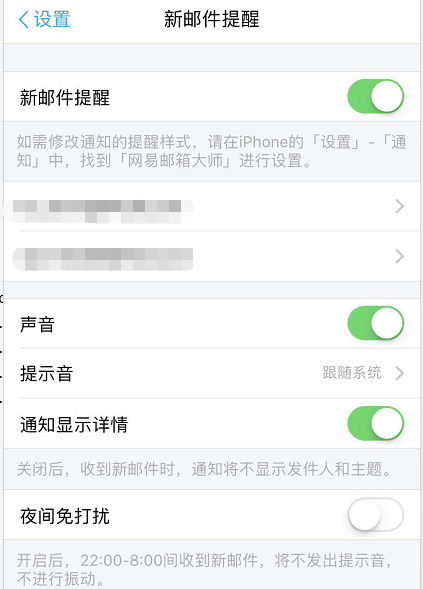 设置
新邮件提醒
新邮件提醒
如需修改通知的提醒样式，请在iPhone的「设置」-「通
知」中，找到「网易邮箱大师」进行设置。
声音
提示音 跟随系统
通知显示详情
关闭后，收到新邮件时，通知将不显示发件人和主题。
夜间免打扰
开启后，22:00-8:00间收到新邮件，将不发出提示音，
不进行振动。